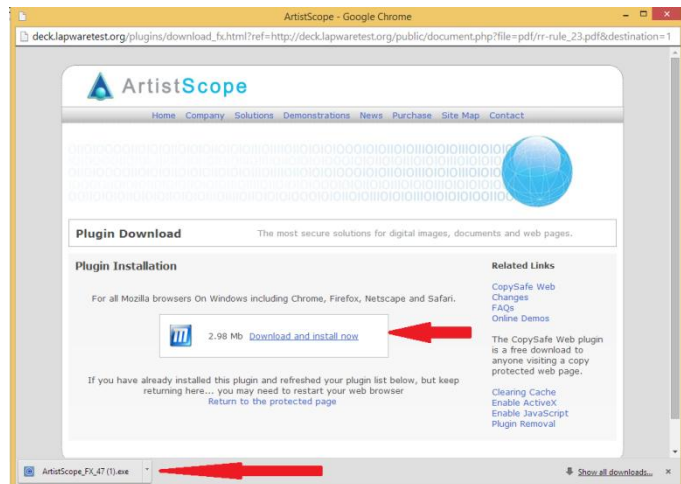 ArtistScope - Google Chrome
deck.lapwaretest.org/plugins/download_fx.html?ref=http://deck.lapwaretest.org/public/document.php?file=pdf/rr-rule_23.pdf&destination=1
ArtistScope
Home Company Solutions Demonstrations News Purchase Site Map Contact
Plugin Download
The most secure solutions for digital images, documents and web pages.
Plugin Installation
For all Mozilla browsers On Windows including Chrome, Firefox, Netscape and Safari.
2.98 Mb Download and install now
If you have already installed this plugin and refreshed your plugin list below, but keep
returning here... you may need to restart your web browser
Return to the protected page
Related Links
CopySafe Web
Changes
FAQs
Online Demos
The CopySafe Web plugin
is a free download to
anyone visiting a copy
protected web page.
Clearing Cache
Enable ActiveX
Enable JavaScript
Plugin Removal
ArtistScope_FX_47 (1).exe
Show all downloads...